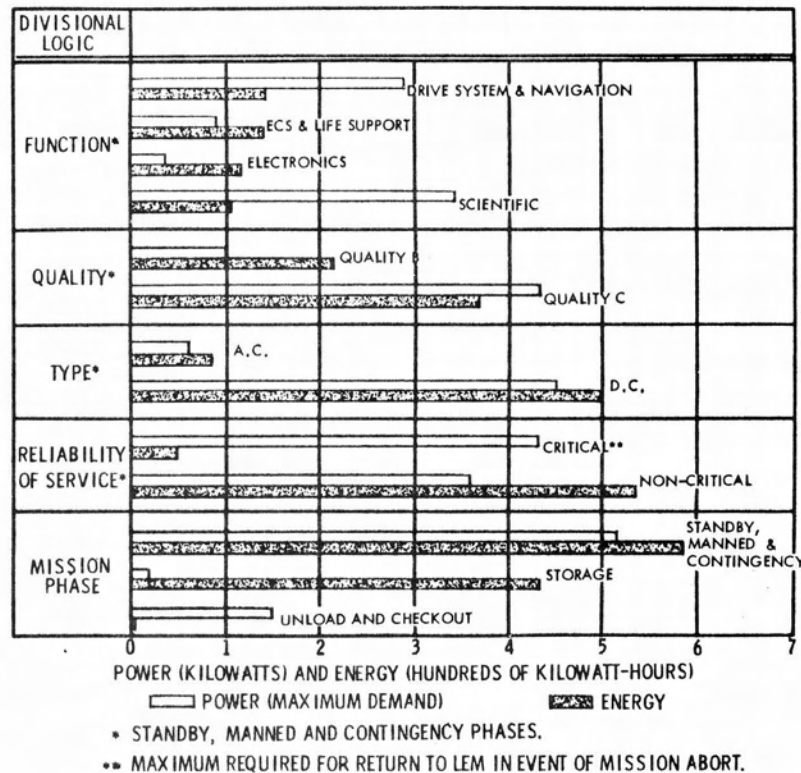 DIVISIONAL
LOGIC
FUNCTION*
DRIVE SYSTEM & NAVIGATION
ECS & LIFE SUPPORT
ELECTRONICS
SCIENTIFIC
QUALITY*
QUALITY B
QUALITY C
TYPE*
A.C.
D.C.
RELIABILITY
OF SERVICE*
CRITICAL**
NON-CRITICAL
MISSION
PHASE
STANDBY,
MANNED &
CONTINGENCY
STORAGE
UNLOAD AND CHECKOUT
0 1 2 3 4 5 6 7
POWER (KILOWATTS) AND ENERGY (HUNDREDS OF KILOWATT-HOURS)
POWER (MAXIMUM DEMAND) ENERGY
* STANDBY, MANNED AND CONTINGENCY PHASES.
** MAXIMUM REQUIRED FOR RETURN TO LEM IN EVENT OF MISSION ABORT.